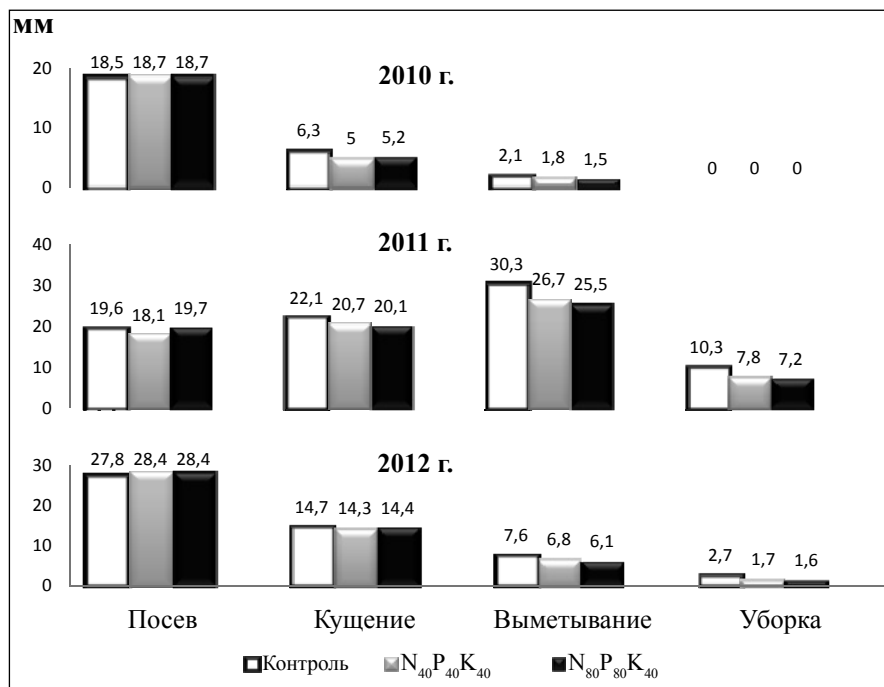 мм
2010 г.
20
10
0
18,5 18,7 18,7
6,3 5 5,2
2,1 1,8 1,5
0 0 0
2011 г.
40
30
20
10
0
19,6 18,1 19,7
22,1 20,7 20,1
30,3 26,7 25,5
10,3 7,8 7,2
2012 г.
30
20
10
0
27,8 28,4 28,4
14,7 14,3 14,4
7,6 6,8 6,1
2,7 1,7 1,6
Посев Кущение Выметывание Уборка
Контроль N₄₀P₄₀K₄₀ N₈₀P₈₀K₄₀